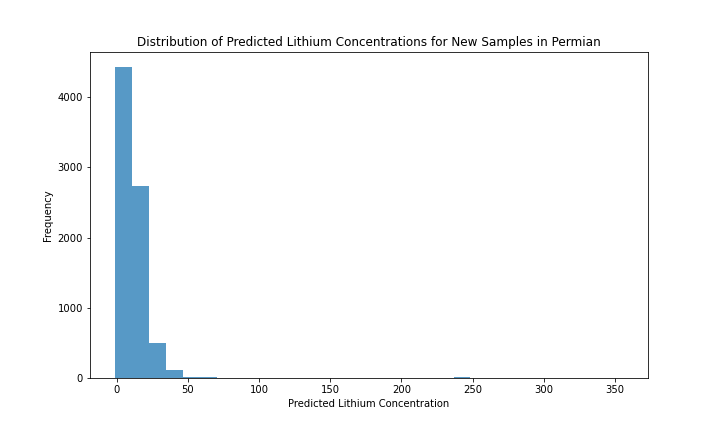 Distribution of Predicted Lithium Concentrations for New Samples in Permian
4000
3000
2000
1000
0
Frequency
0 50 100 150 200 250 300 350
Predicted Lithium Concentration